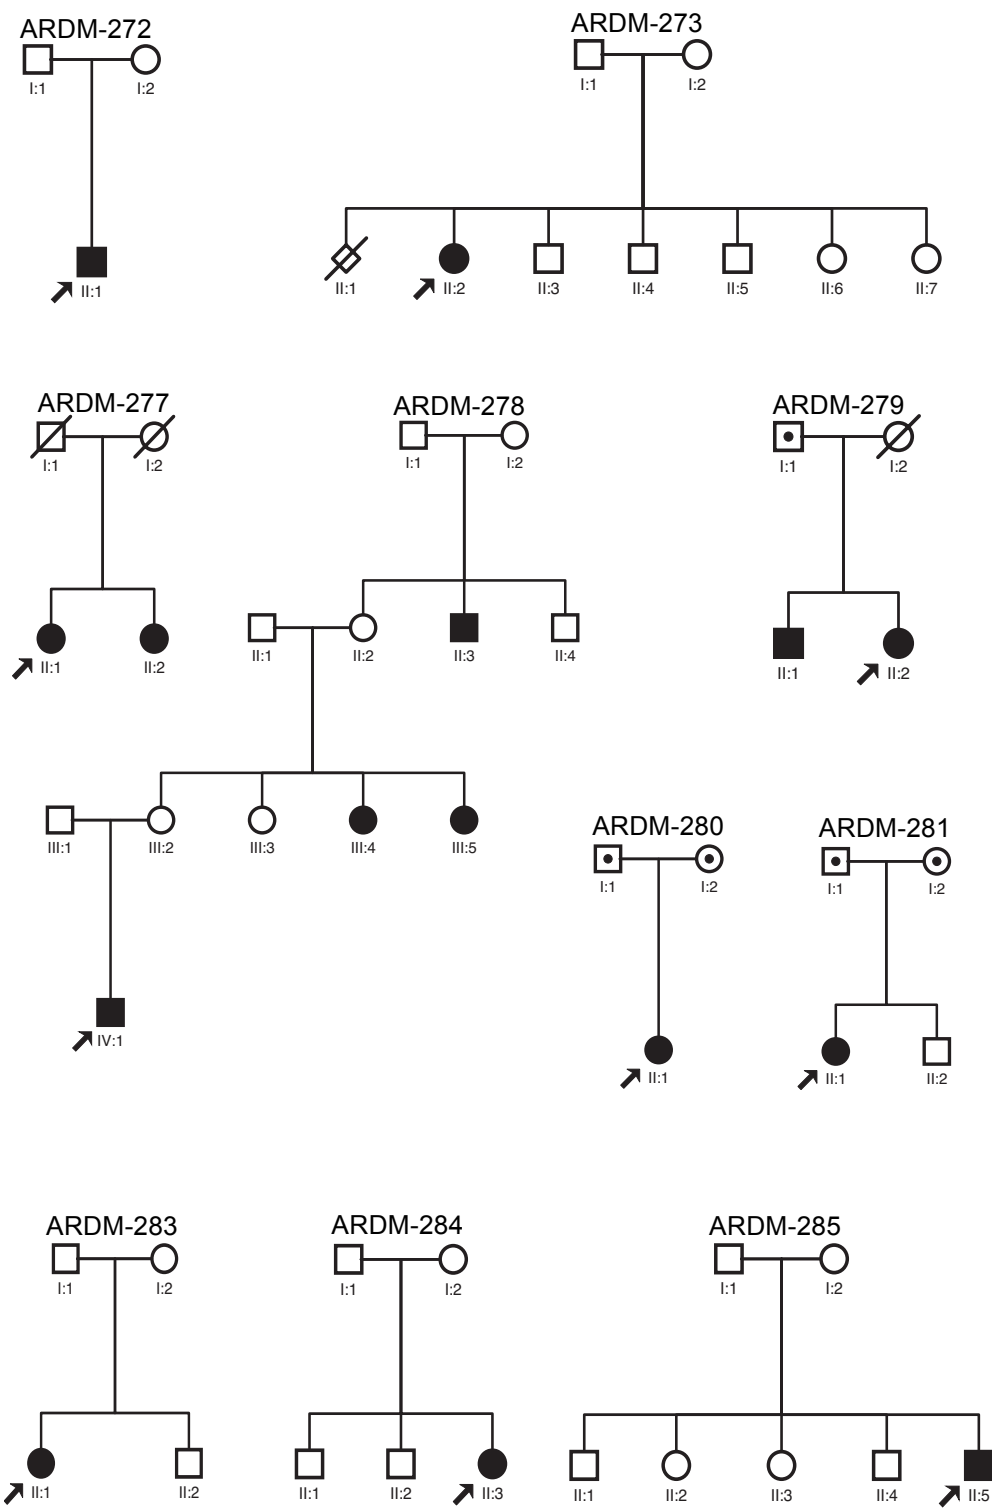 ARDM-272
I:1 I:2
II:1
ARDM-273
I:1 I:2
II:1 II:2 II:3 II:4 II:5 II:6 II:7
ARDM-277
I:1 I:2
II:1 II:2
ARDM-278
I:1 I:2
II:1 II:2 II:3 II:4
III:1 III:2 III:3 III:4 III:5
IV:1
ARDM-279
I:1 I:2
II:1 II:2
ARDM-280
I:1 I:2
II:1
ARDM-281
I:1 I:2
II:1 II:2
ARDM-283
I:1 I:2
II:1 II:2
ARDM-284
I:1 I:2
II:1 II:2 II:3
ARDM-285
I:1 I:2
II:1 II:2 II:3 II:4 II:5